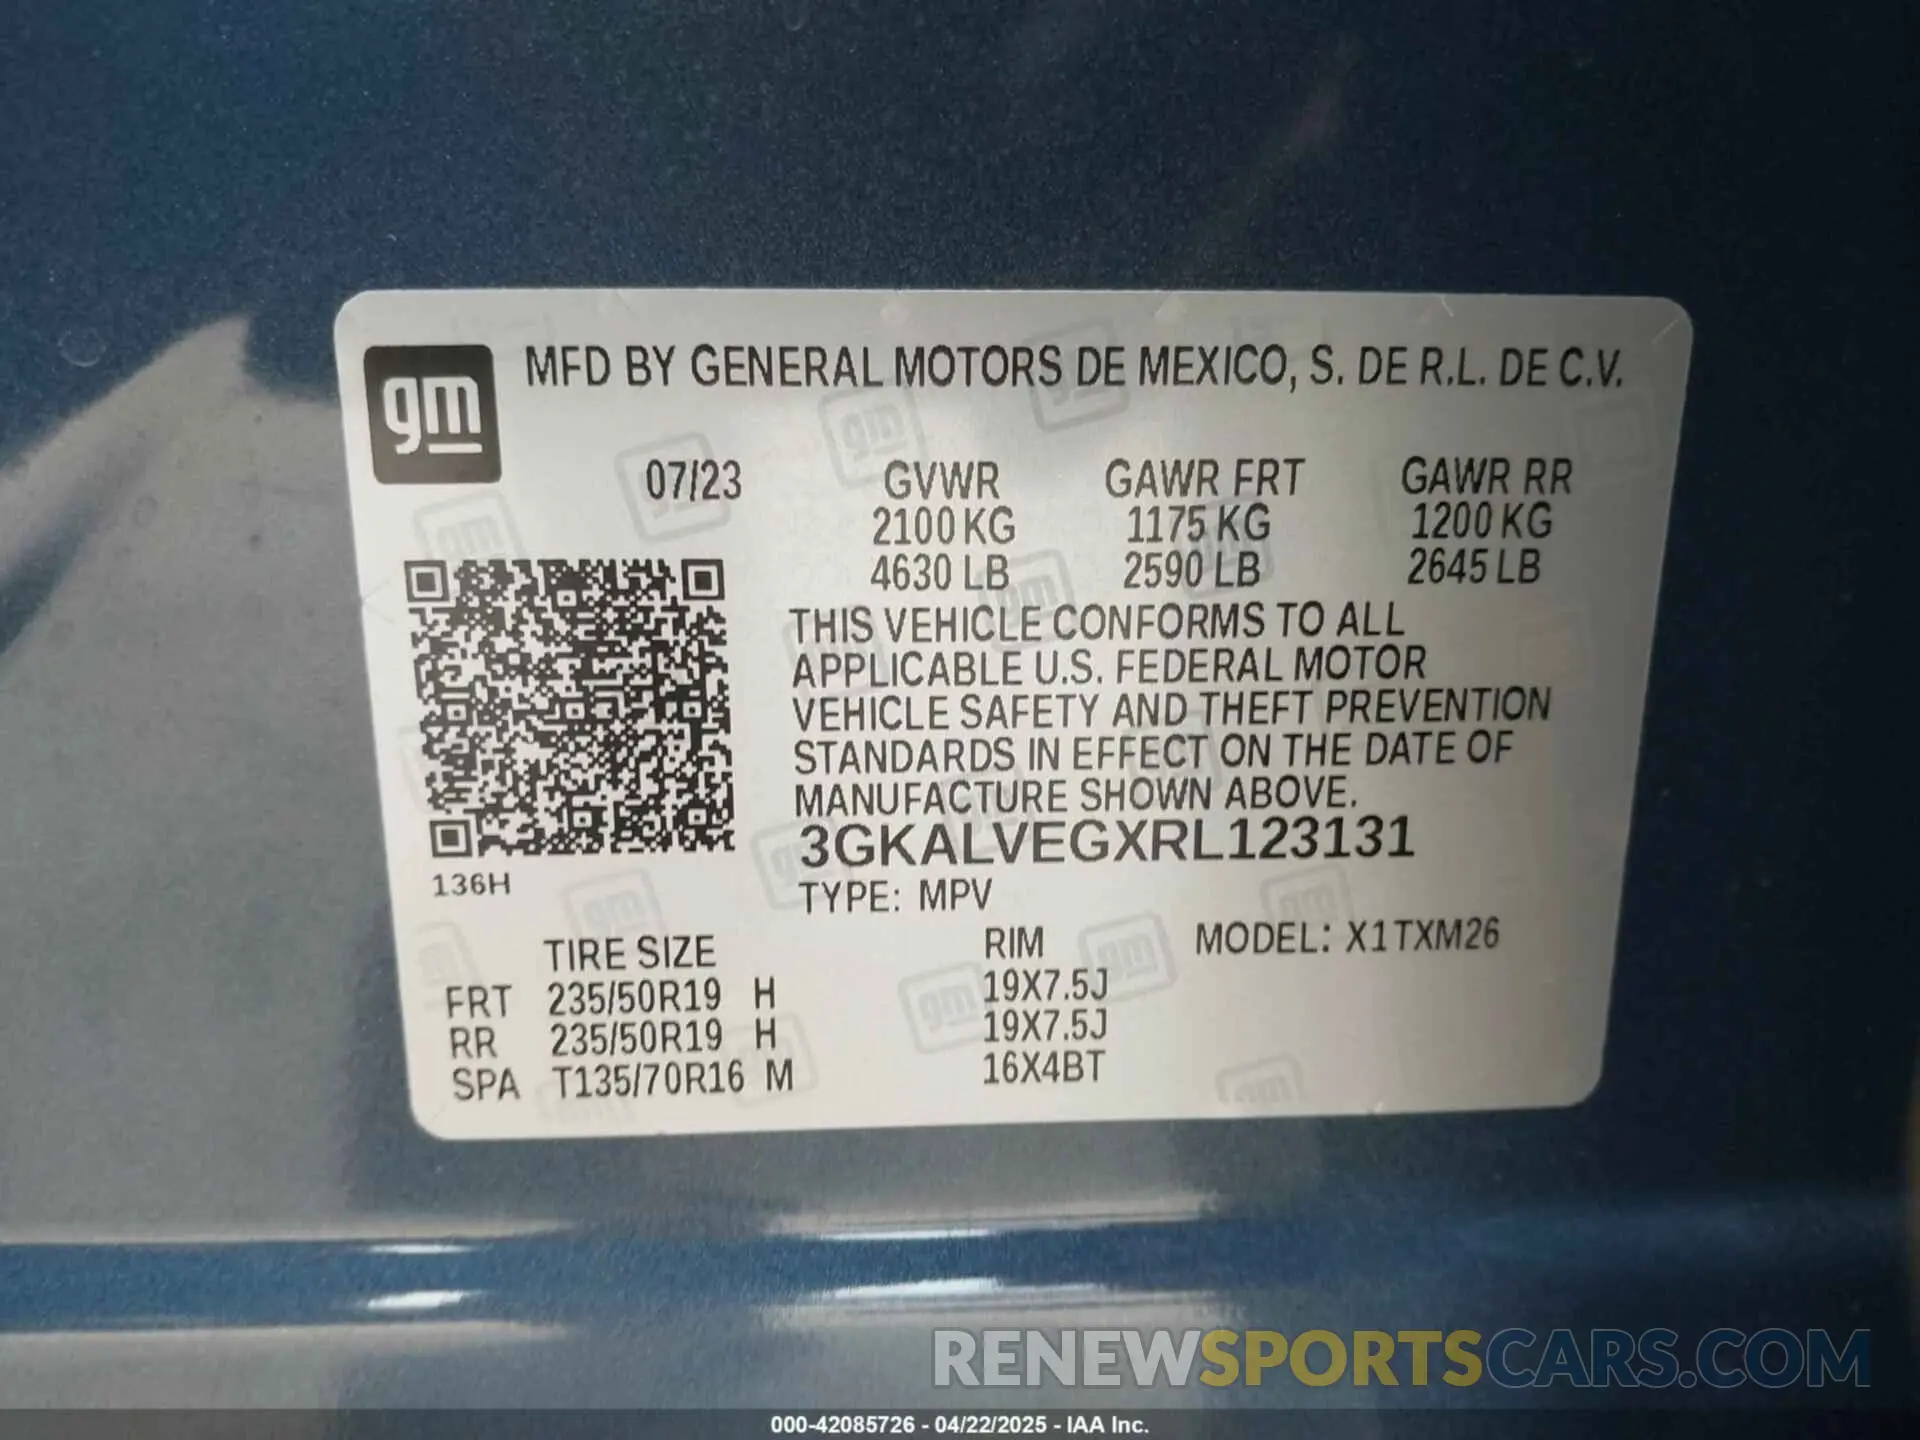 gm MFD BY GENERAL MOTORS DE MEXICO, S. DE R.L. DE C.V.
07/23 GVWR GAWR FRT GAWR RR
2100 KG 1175 KG 1200 KG
4630 LB 2590 LB 2645 LB
THIS VEHICLE CONFORMS TO ALL
APPLICABLE U.S. FEDERAL MOTOR
VEHICLE SAFETY AND THEFT PREVENTION
STANDARDS IN EFFECT ON THE DATE OF
MANUFACTURE SHOWN ABOVE.
3GKALVEGXRL123131
136H
TYPE: MPV
TIRE SIZE RIM MODEL: X1TXM26
FRT 235/50R19 H 19X7.5J
RR 235/50R19 H 19X7.5J
SPA T135/70R16 M 16X4BT
RENEWSPORTSCARS.COM
000-42085726 - 04/22/2025 - IAA Inc.